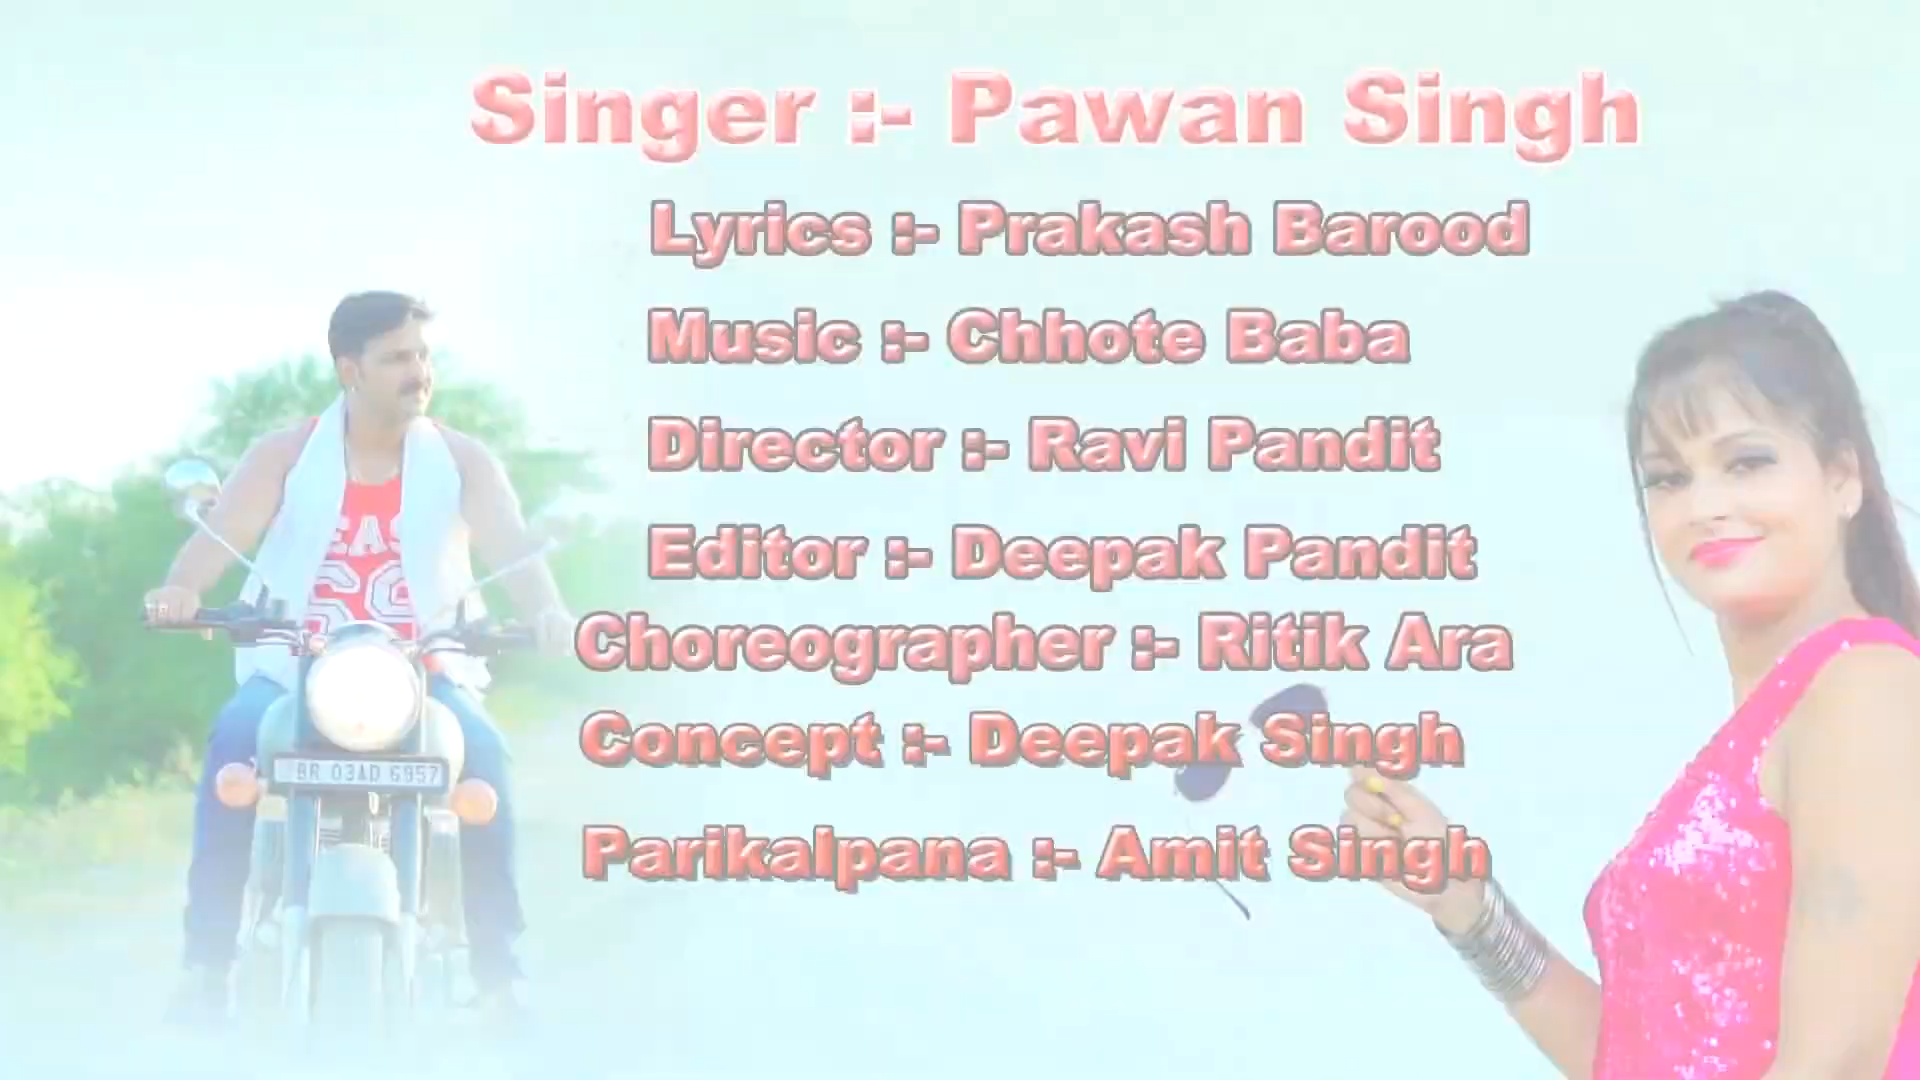 Singer :- Pawan Singh
Lyrics :- Prakash Barood
Music :- Chhote Baba
Director :- Ravi Pandit
Editor :- Deepak Pandit
Choreographer :- Ritik Ara
Concept :- Deepak Singh
Parikalpana :- Amit Singh
BR 03AD 6957